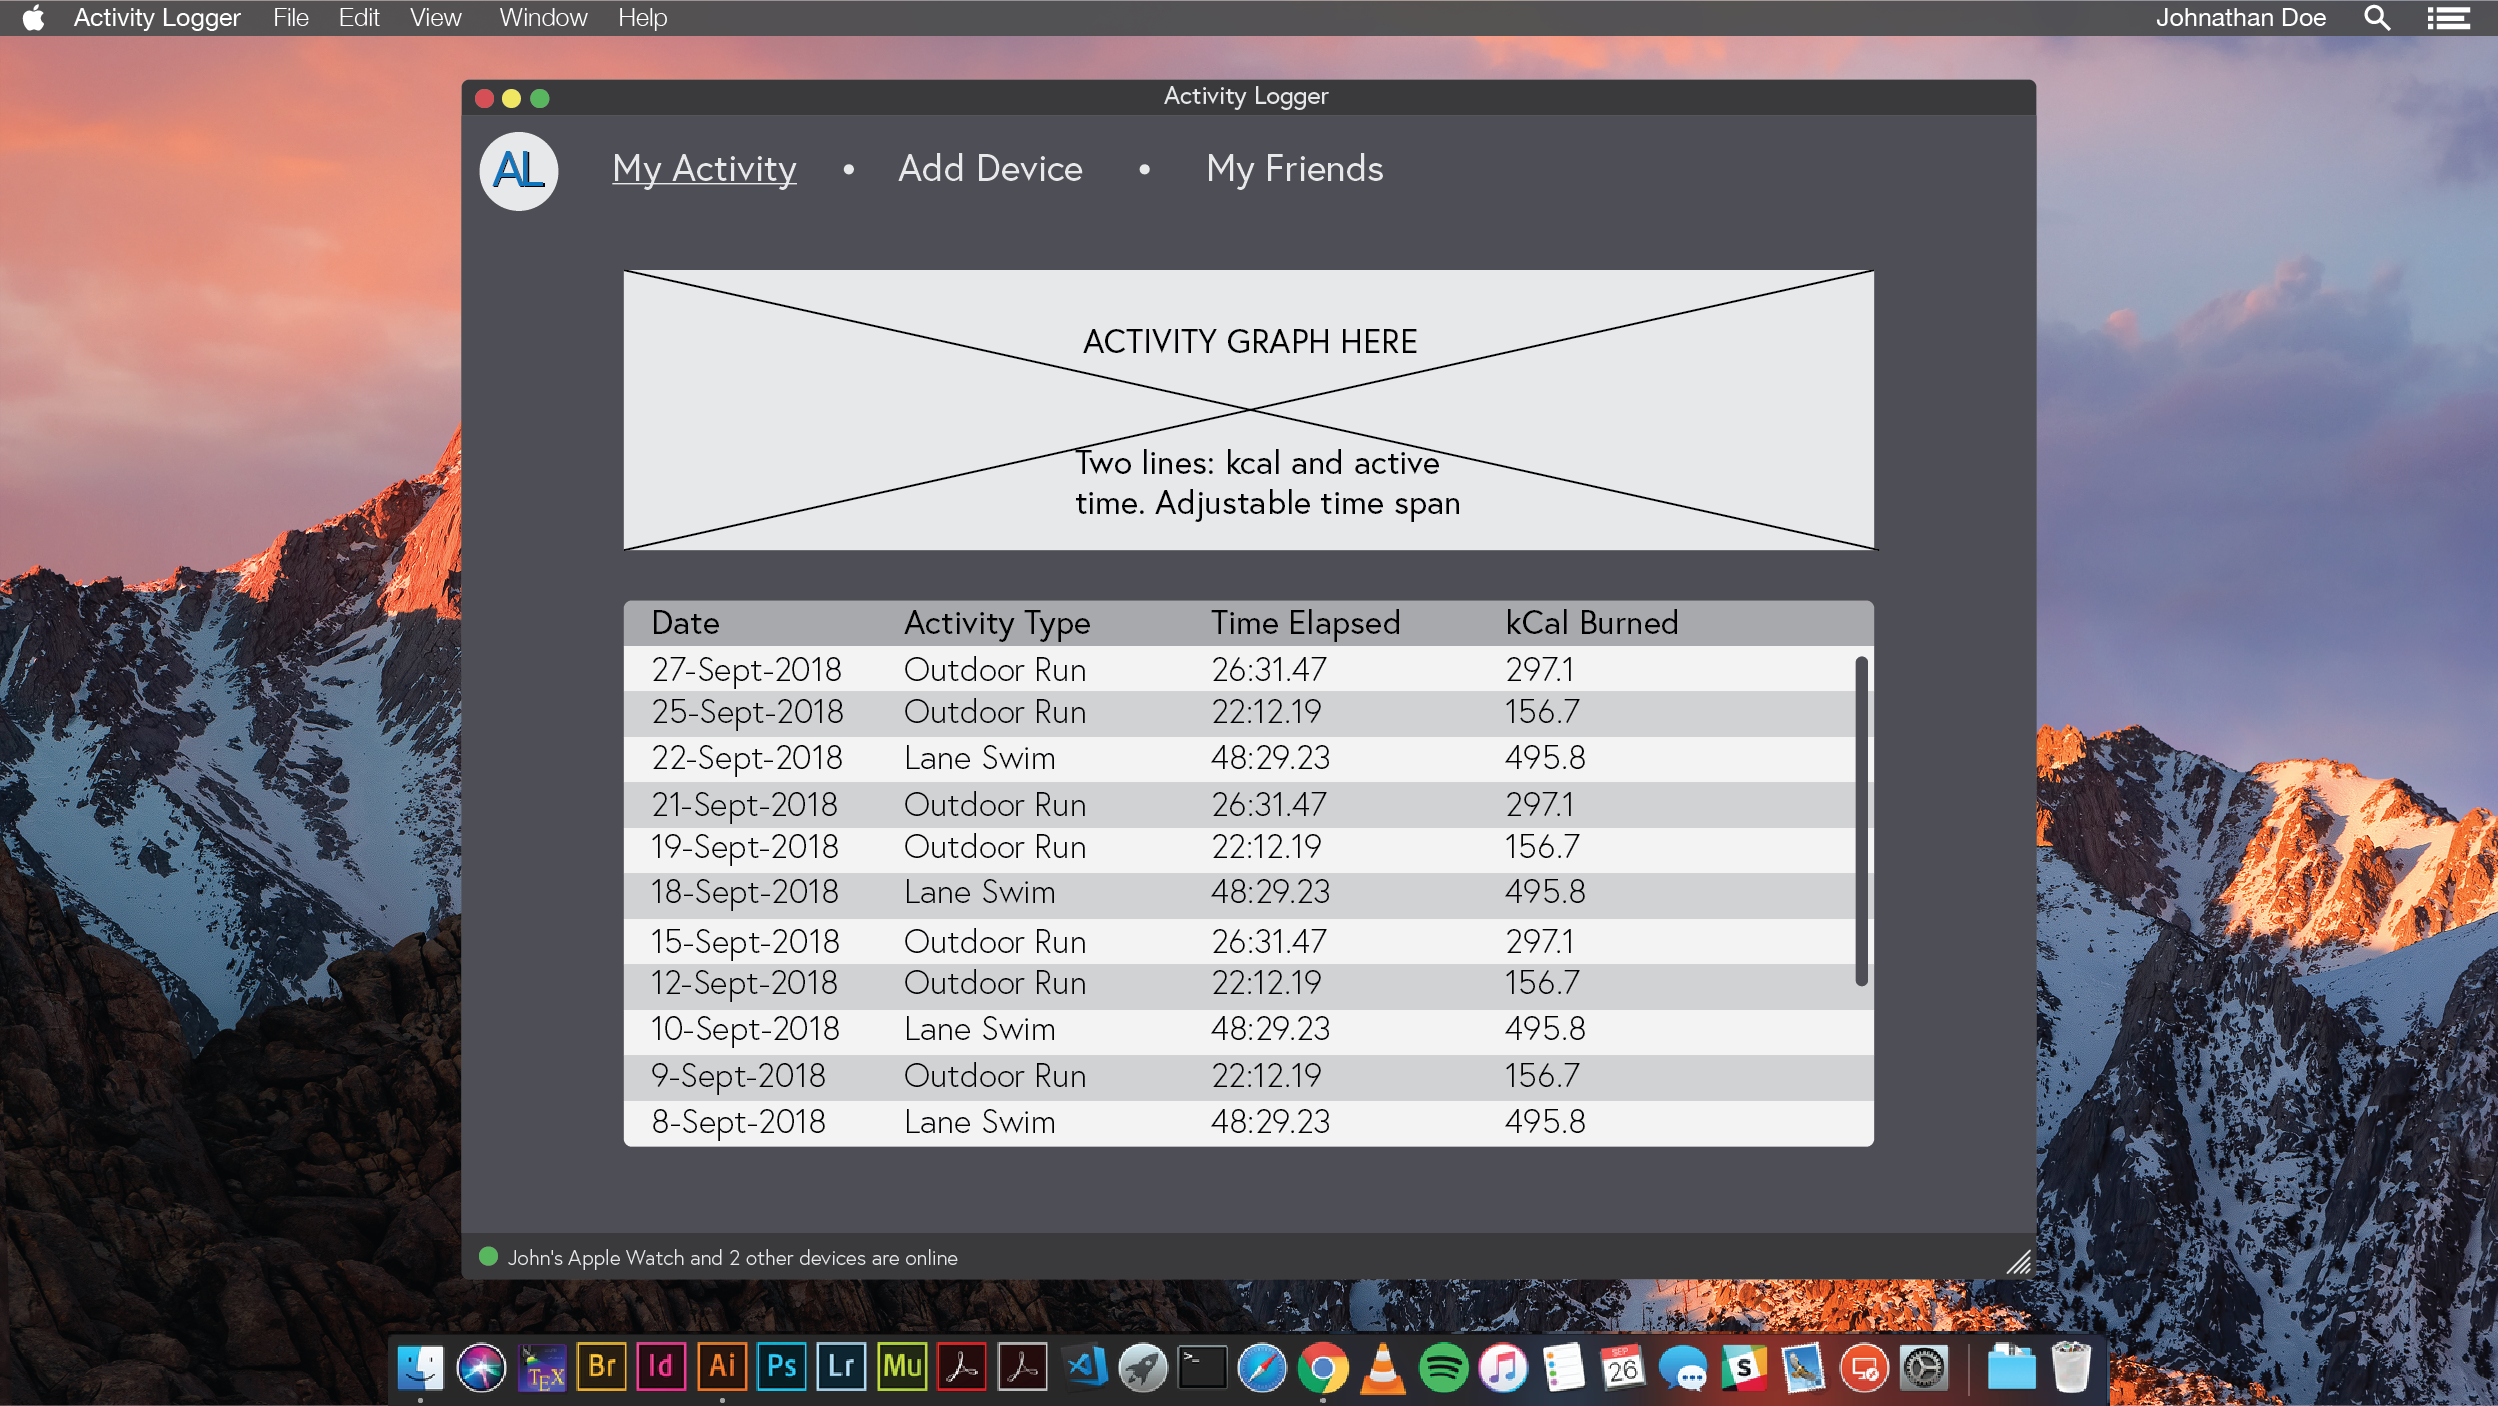 Activity Logger File Edit View Window Help Johnathan Doe
Activity Logger
AL My Activity • Add Device • My Friends
ACTIVITY GRAPH HERE
Two lines: kcal and active
time. Adjustable time span
Date Activity Type Time Elapsed kCal Burned
27-Sept-2018 Outdoor Run 26:31.47 297.1
25-Sept-2018 Outdoor Run 22:12.19 156.7
22-Sept-2018 Lane Swim 48:29.23 495.8
21-Sept-2018 Outdoor Run 26:31.47 297.1
19-Sept-2018 Outdoor Run 22:12.19 156.7
18-Sept-2018 Lane Swim 48:29.23 495.8
15-Sept-2018 Outdoor Run 26:31.47 297.1
12-Sept-2018 Outdoor Run 22:12.19 156.7
10-Sept-2018 Lane Swim 48:29.23 495.8
9-Sept-2018 Outdoor Run 22:12.19 156.7
8-Sept-2018 Lane Swim 48:29.23 495.8
John's Apple Watch and 2 other devices are online
TEX Br Id Ai Ps Lr Mu >_ SEP 26 S